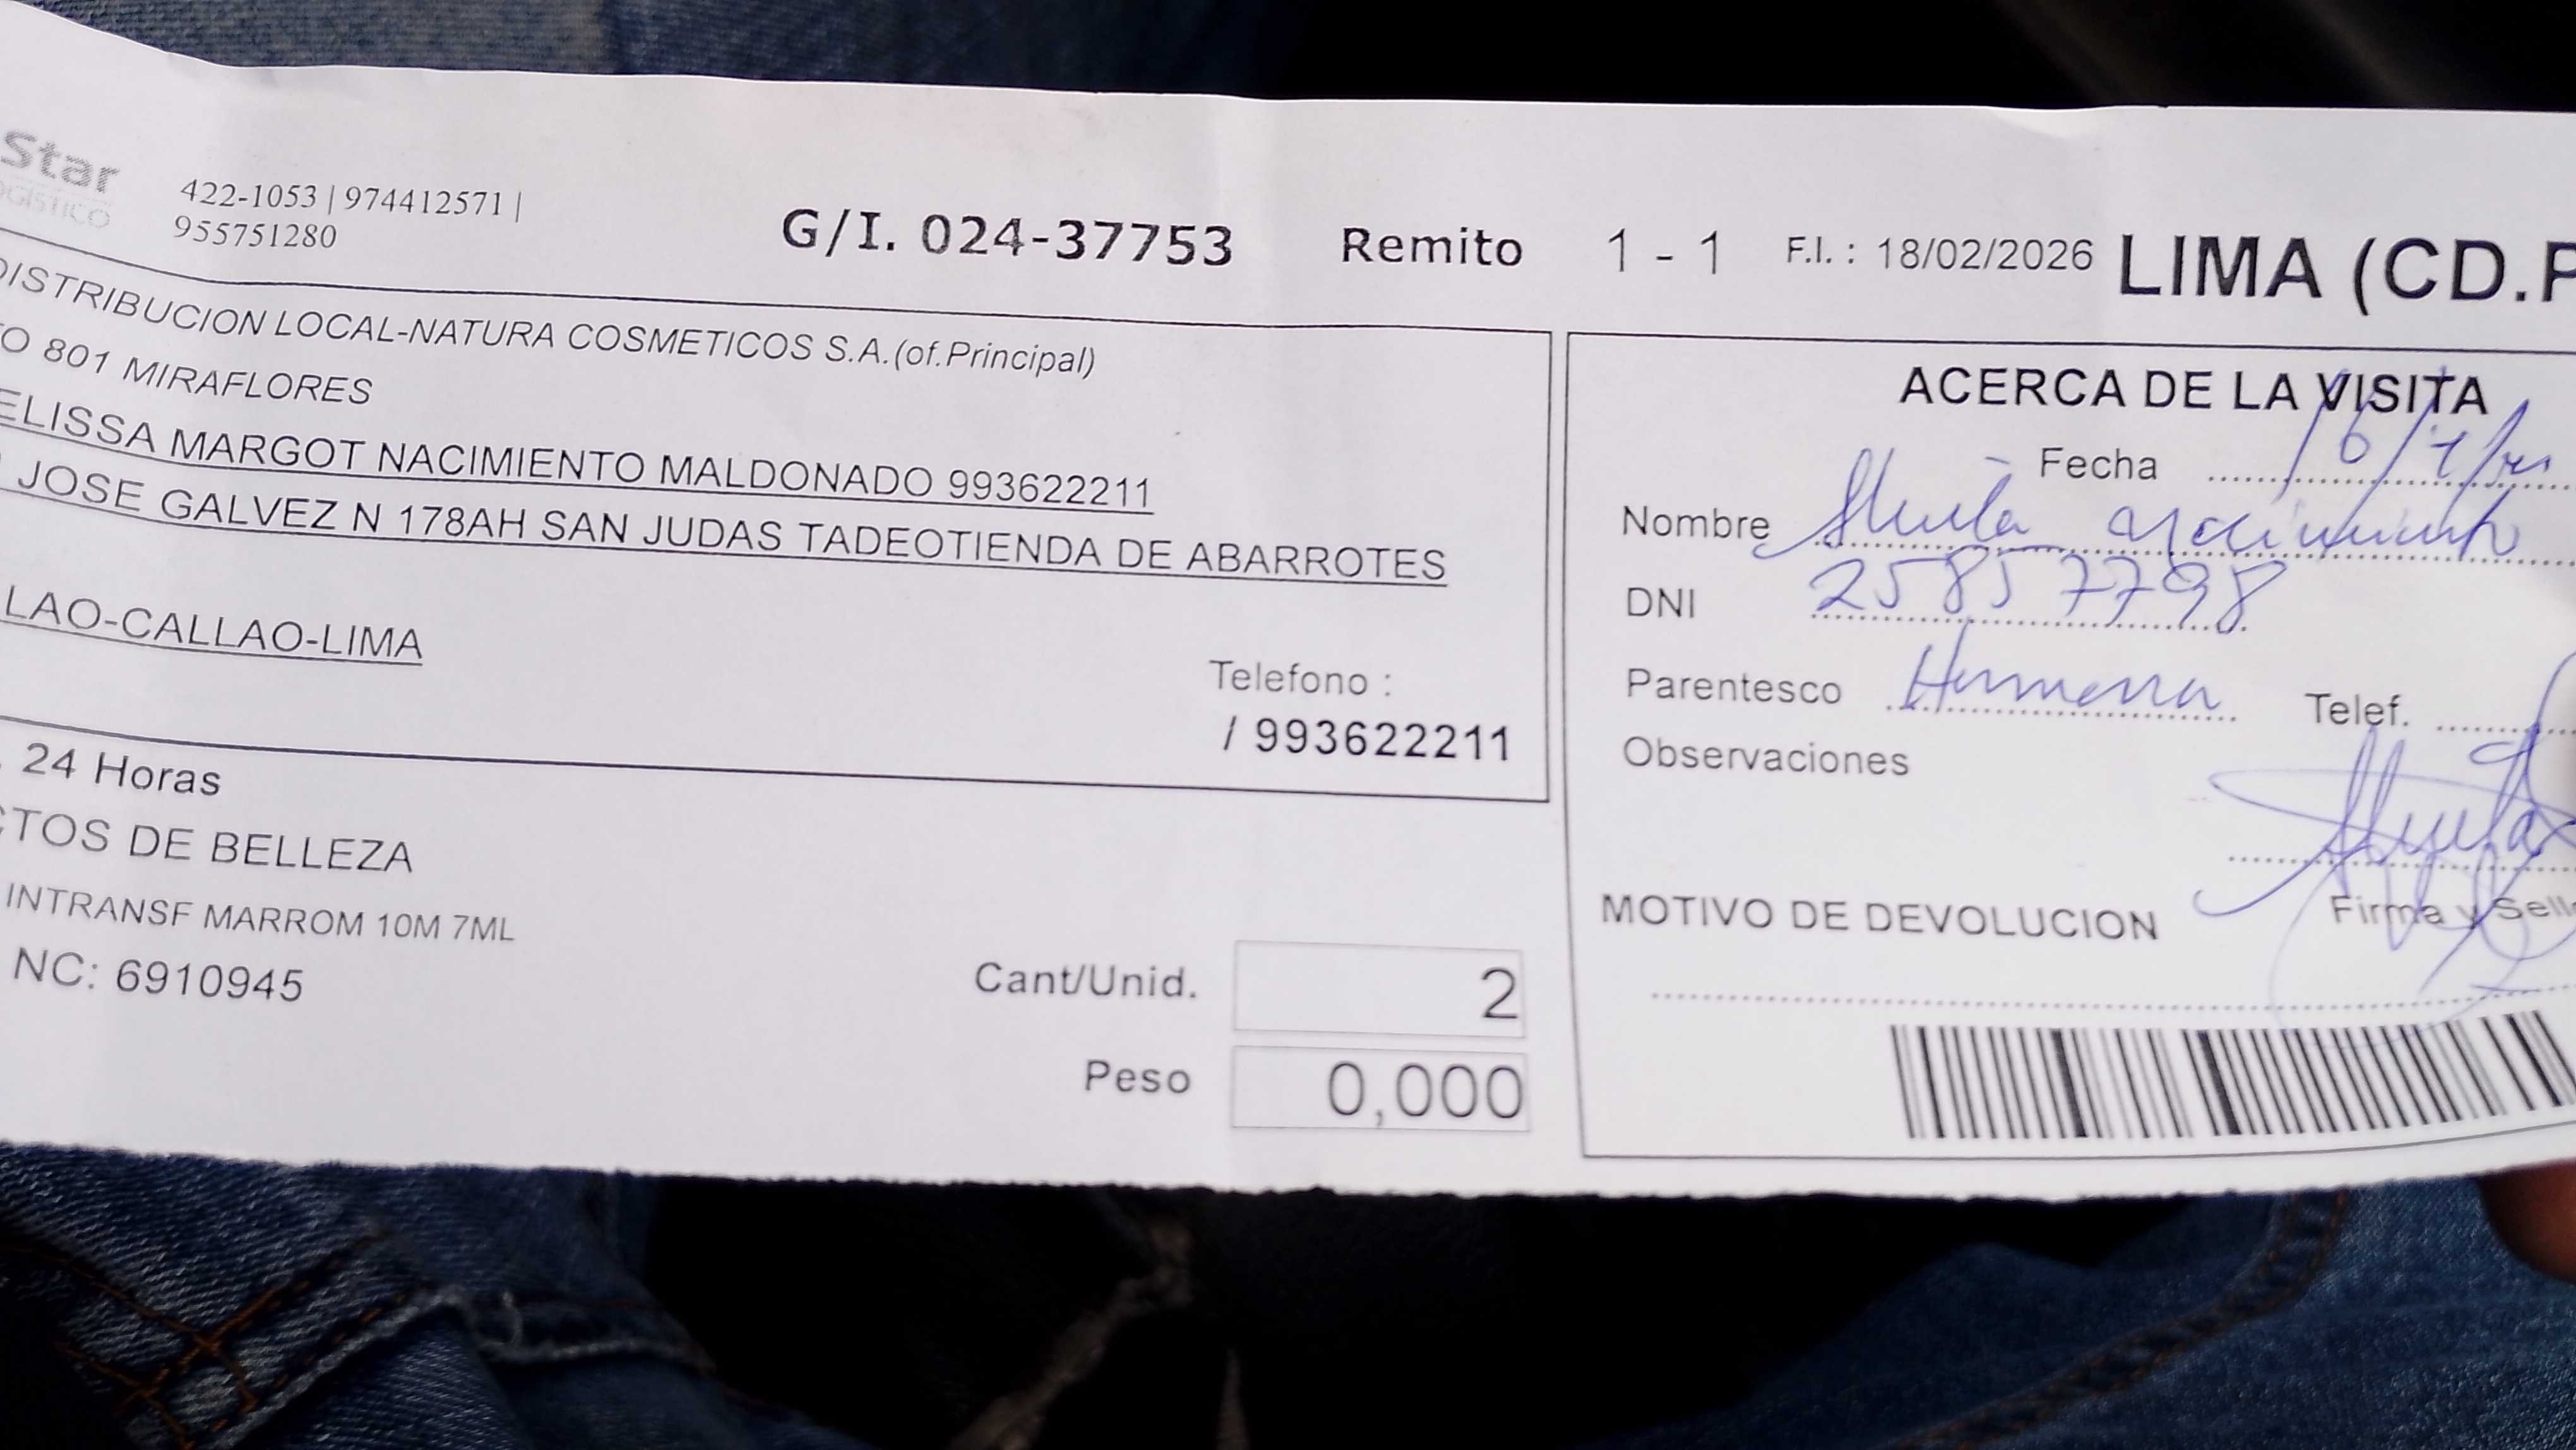 Star
LOGÍSTICO
422-1053 | 974412571 |
955751280
G/I. 024-37753 Remito 1 - 1 F.I. : 18/02/2026 LIMA (CD.P
DISTRIBUCION LOCAL-NATURA COSMETICOS S.A.(of.Principal)
TO 801 MIRAFLORES
ELISSA MARGOT NACIMIENTO MALDONADO 993622211
JOSE GALVEZ N 178AH SAN JUDAS TADEOTIENDA DE ABARROTES
LAO-CALLAO-LIMA
Telefono :
/ 993622211
24 Horas
CTOS DE BELLEZA
INTRANSF MARROM 10M 7ML
NC: 6910945
Cant/Unid. 2
Peso 0,000
ACERCA DE LA VISITA
Fecha
Nombre Nacimiento
DNI 25857798
Parentesco Hermana Telef.
Observaciones
Firma y Sell
MOTIVO DE DEVOLUCION